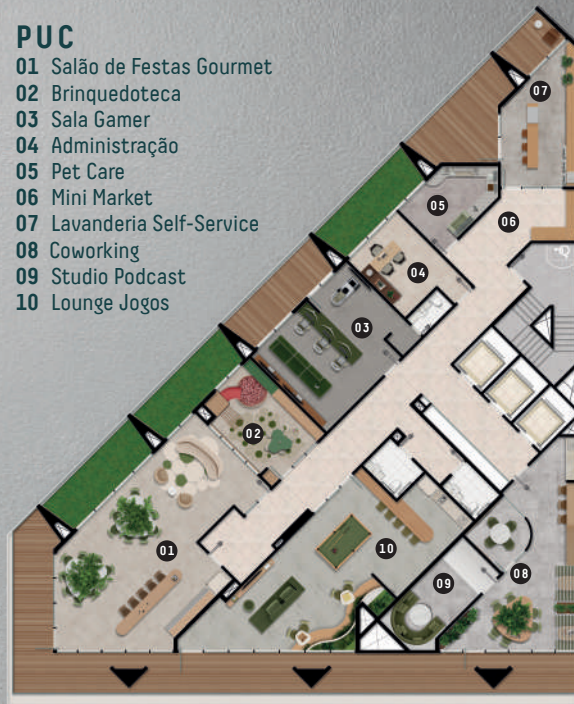 PUC
01 Salão de Festas Gourmet
02 Brinquedoteca
03 Sala Gamer
04 Administração
05 Pet Care
06 Mini Market
07 Lavanderia Self-Service
08 Coworking
09 Studio Podcast
10 Lounge Jogos
07
05
06
04
03
02
01
10
09
08